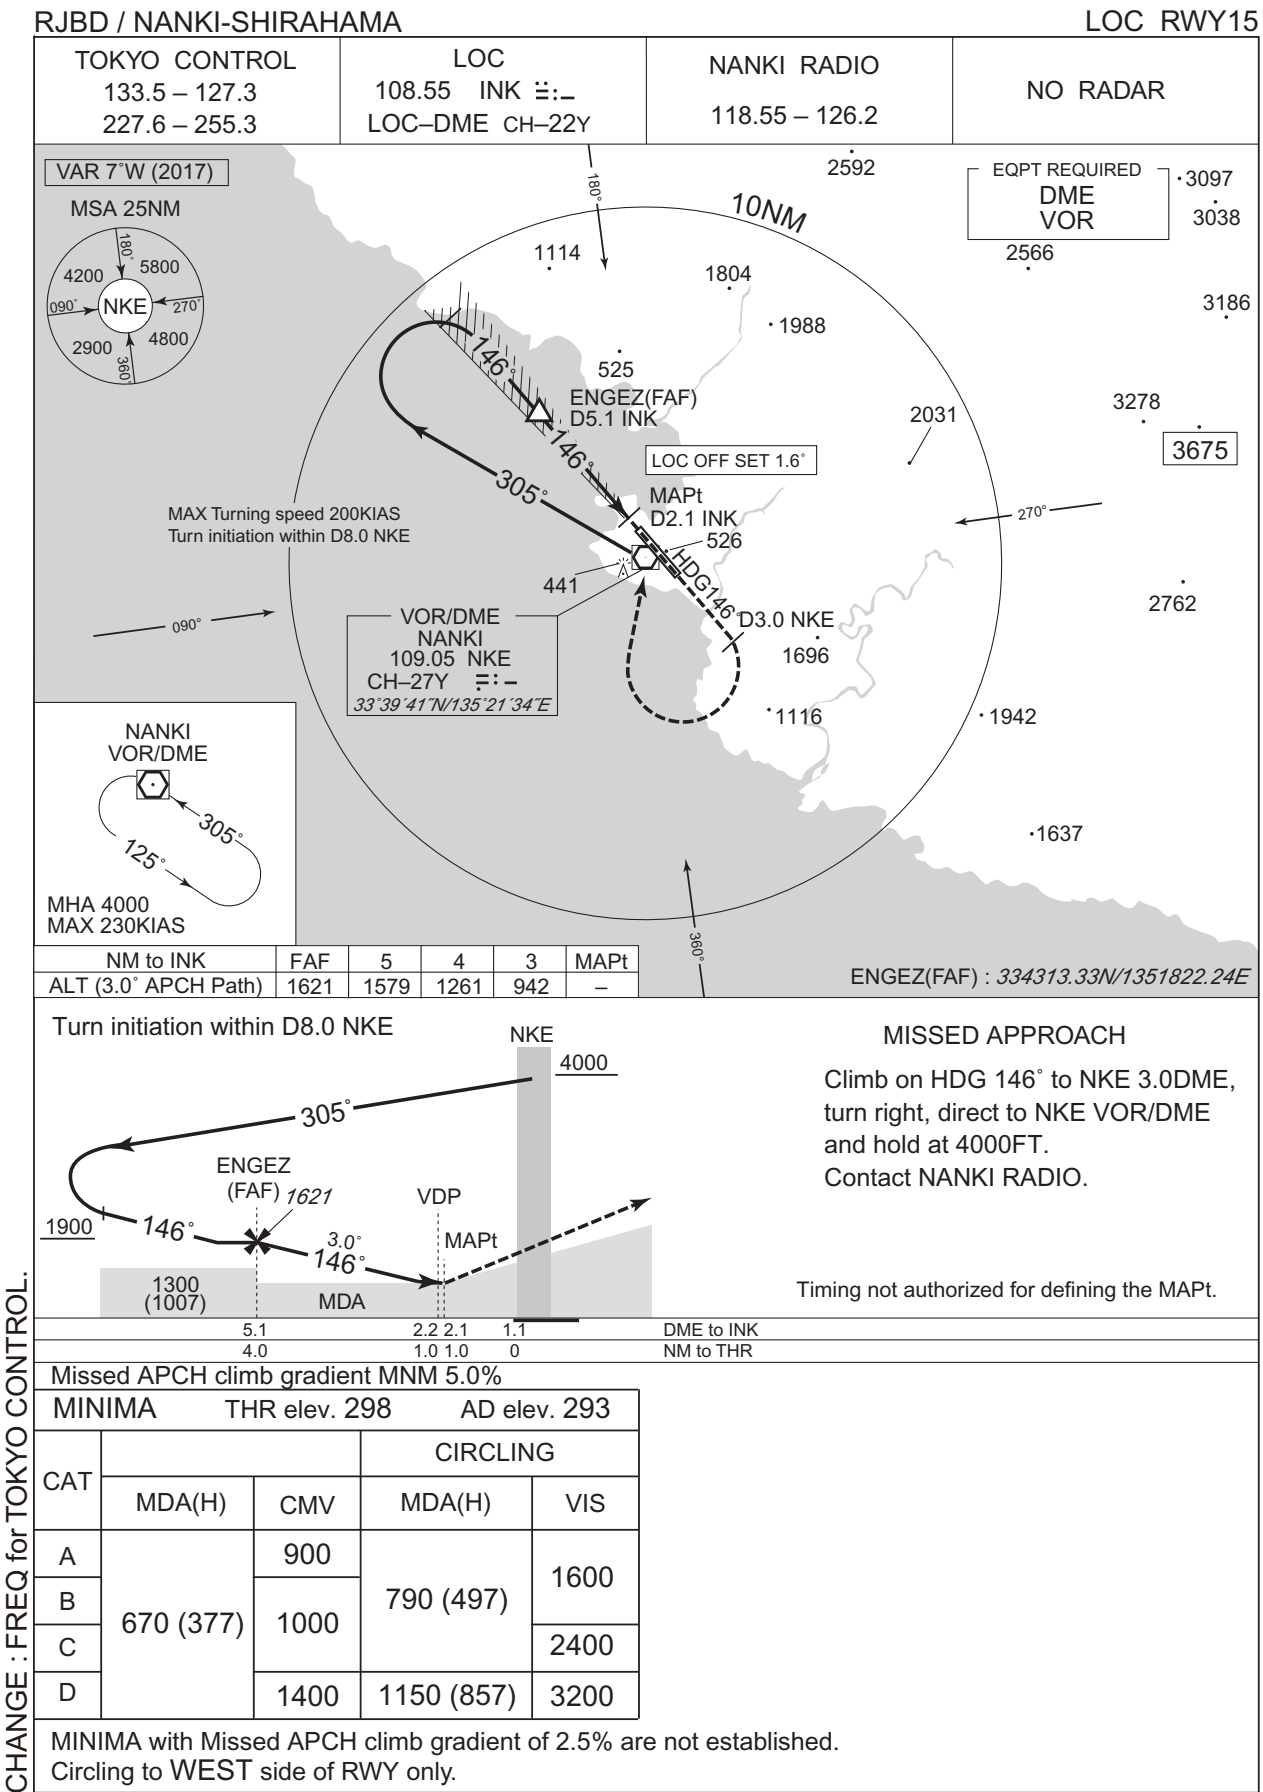 RJBD / NANKI-SHIRAHAMA
LOC RWY15
TOKYO CONTROL
133.5 – 127.3
227.6 – 255.3
LOC
108.55 INK
LOC–DME CH–22Y
NANKI RADIO
118.55 – 126.2
NO RADAR
VAR 7°W (2017)
MSA 25NM
180°
4200
5800
090°
NKE
270°
2900
4800
360°
180°
2592
10NM
EQPT REQUIRED
DME
VOR
3097
3038
2566
1114
1804
3186
1988
146°
525
ENGEZ(FAF)
D5.1 INK
3278
2031
3675
146°
LOC OFF SET 1.6°
305°
MAPt
D2.1 INK
MAX Turning speed 200KIAS
Turn initiation within D8.0 NKE
270°
526
441
HDG146°
2762
090°
VOR/DME
NANKI
109.05 NKE
CH–27Y
33°39′41″N/135°21′34″E
D3.0 NKE
1696
1116
1942
NANKI
VOR/DME
305°
125°
1637
MHA 4000
MAX 230KIAS
360°
NM to INK FAF 5 4 3 MAPt
ALT (3.0° APCH Path) 1621 1579 1261 942 –
ENGEZ(FAF) : 334313.33N/1351822.24E
Turn initiation within D8.0 NKE
NKE
4000
305°
ENGEZ
(FAF) 1621
VDP
1900
146°
3.0°
146°
MAPt
1300
(1007)
MDA
5.1 2.2 2.1 1.1 DME to INK
4.0 1.0 1.0 0 NM to THR
MISSED APPROACH
Climb on HDG 146° to NKE 3.0DME,
turn right, direct to NKE VOR/DME
and hold at 4000FT.
Contact NANKI RADIO.
Timing not authorized for defining the MAPt.
Missed APCH climb gradient MNM 5.0%
MINIMA THR elev. 298 AD elev. 293
CAT
CIRCLING
MDA(H) CMV MDA(H) VIS
A 900
B
670 (377) 1000 790 (497) 1600
C 2400
D 1400 1150 (857) 3200
MINIMA with Missed APCH climb gradient of 2.5% are not established.
Circling to WEST side of RWY only.
CHANGE : FREQ for TOKYO CONTROL.